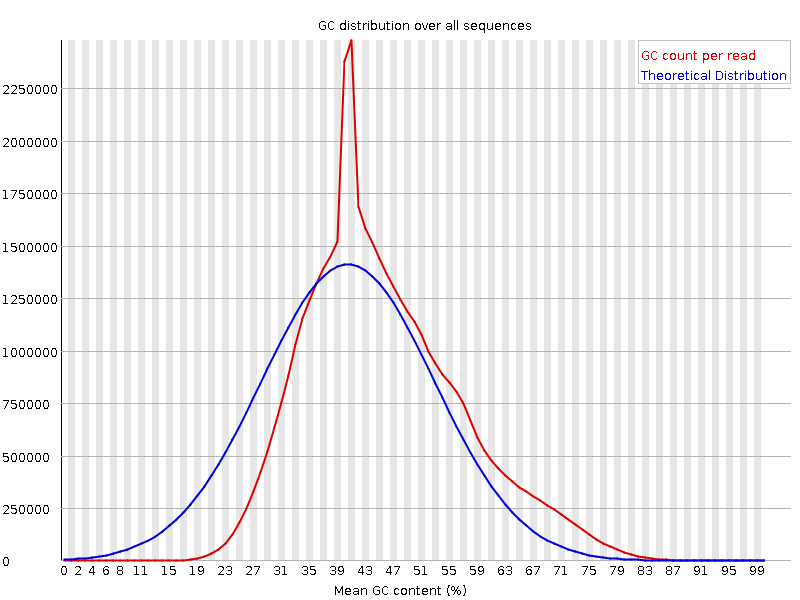 GC distribution over all sequences
GC count per read
Theoretical Distribution
2250000
2000000
1750000
1500000
1250000
1000000
750000
500000
250000
0
0 2 4 6 8 11 15 19 23 27 31 35 39 43 47 51 55 59 63 67 71 75 79 83 87 91 95 99
Mean GC content (%)